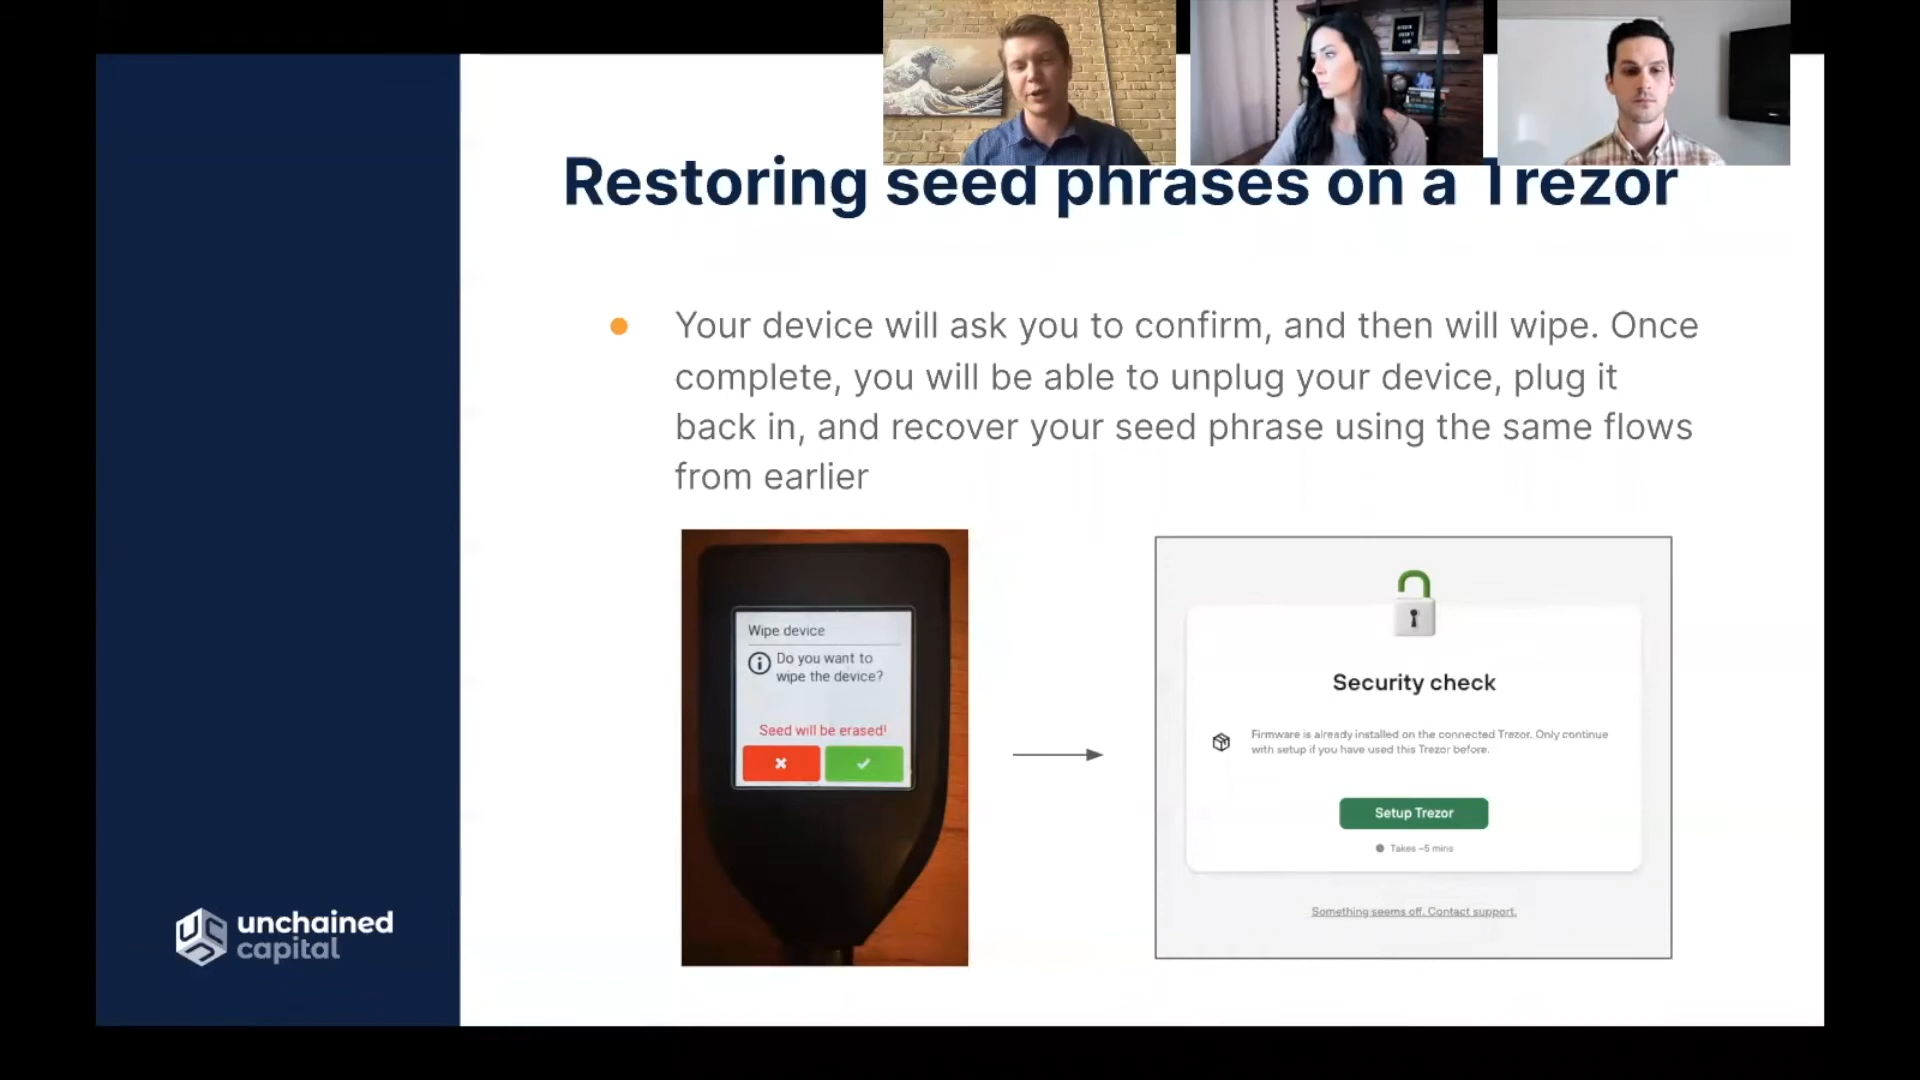 Restoring seed phrases on a Trezor
Your device will ask you to confirm, and then will wipe. Once
complete, you will be able to unplug your device, plug it
back in, and recover your seed phrase using the same flows
from earlier
Wipe device
Do you want to
wipe the device?
Seed will be erased!
Security check
Firmware is already installed on the connected Trezor. Only continue
with setup if you have used this Trezor before.
Setup Trezor
Takes ~5 mins
Something seems off. Contact support.
unchained
capital